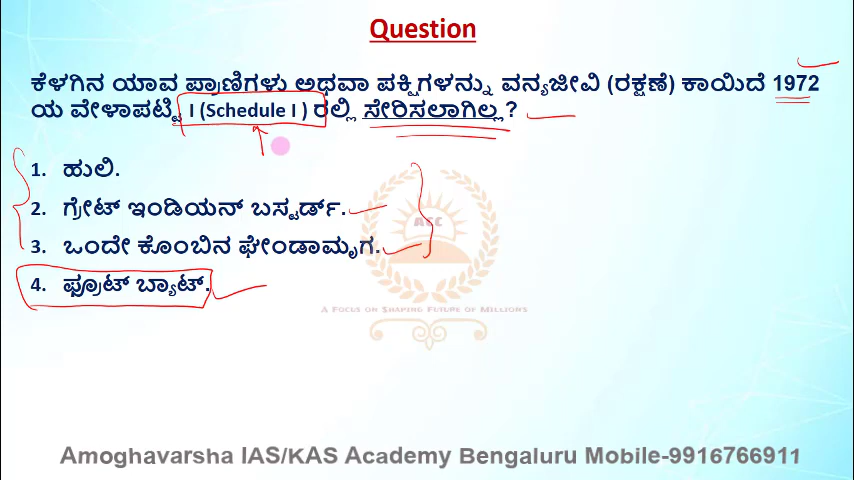 Question
ಕೆಳಗಿನ ಯಾವ ಪ್ರಾಣಿಗಳು ಅಥವಾ ಪಕ್ಷಿಗಳನ್ನು ವನ್ಯಜೀವಿ (ರಕ್ಷಣೆ) ಕಾಯಿದೆ 1972
ಯ ವೇಳಾಪಟ್ಟಿ I (Schedule I ) ರಲ್ಲಿ ಸೇರಿಸಲಾಗಿಲ್ಲ ?
1. ಹುಲಿ.
2. ಗ್ರೇಟ್ ಇಂಡಿಯನ್ ಬಸ್ಟರ್ಡ್.
3. ಒಂದೇ ಕೊಂಬಿನ ಘೇಂಡಾಮೃಗ.
4. ಫ್ರೂಟ್ ಬ್ಯಾಟ್.
ACC
A Focus on Shaping Future of Millions
Amoghavarsha IAS/KAS Academy Bengaluru Mobile-9916766911